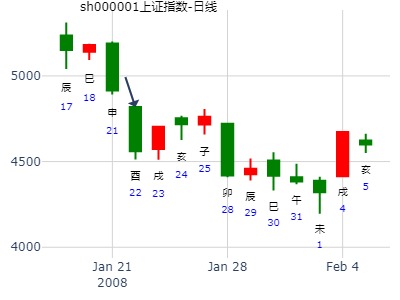 sh000001上证指数-日线
5000
4500
4000
辰
17
巳
18
申
21
酉
22
戌
23
亥
24
子
25
卯
28
辰
29
巳
30
午
31
未
1
戌
4
亥
5
Jan 21
2008
Jan 28
Feb 4